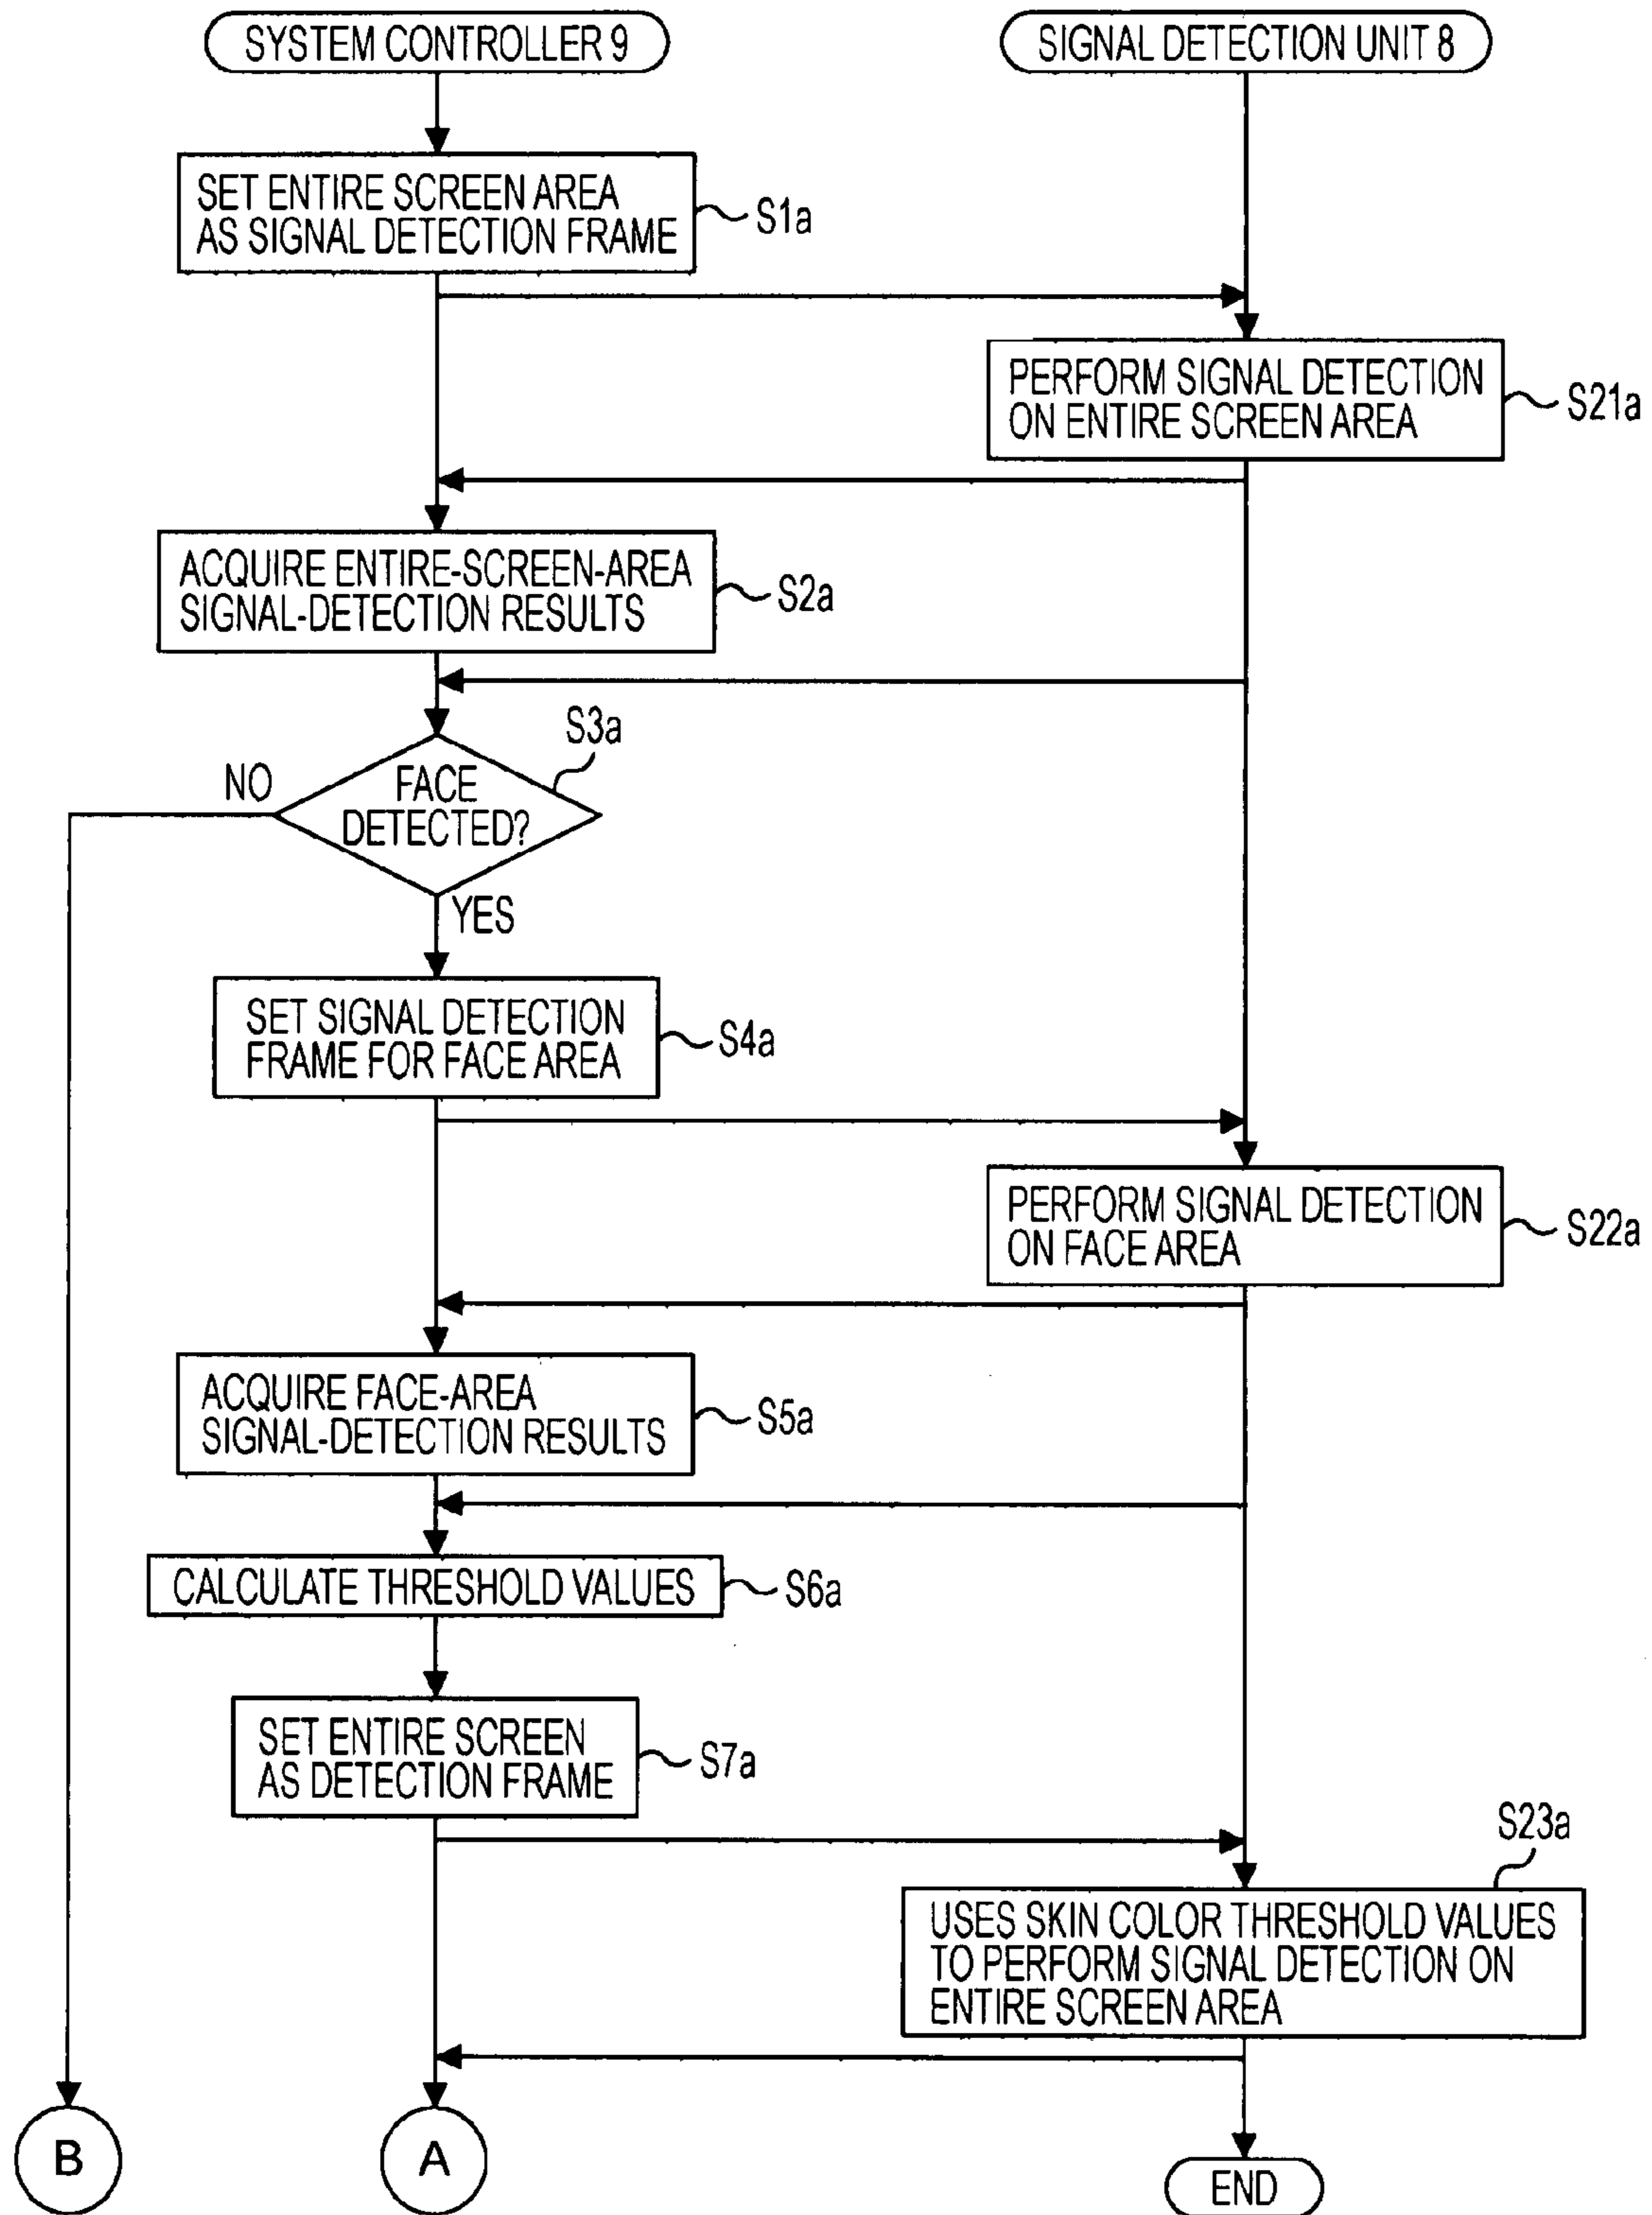 SYSTEM CONTROLLER 9
SIGNAL DETECTION UNIT 8
SET ENTIRE SCREEN AREA
AS SIGNAL DETECTION FRAME
S1a
PERFORM SIGNAL DETECTION
ON ENTIRE SCREEN AREA
S21a
ACQUIRE ENTIRE-SCREEN-AREA
SIGNAL-DETECTION RESULTS
S2a
S3a
NO
FACE
DETECTED?
YES
SET SIGNAL DETECTION
FRAME FOR FACE AREA
S4a
PERFORM SIGNAL DETECTION
ON FACE AREA
S22a
ACQUIRE FACE-AREA
SIGNAL-DETECTION RESULTS
S5a
CALCULATE THRESHOLD VALUES
S6a
SET ENTIRE SCREEN
AS DETECTION FRAME
S7a
S23a
USES SKIN COLOR THRESHOLD VALUES
TO PERFORM SIGNAL DETECTION ON
ENTIRE SCREEN AREA
B
A
END